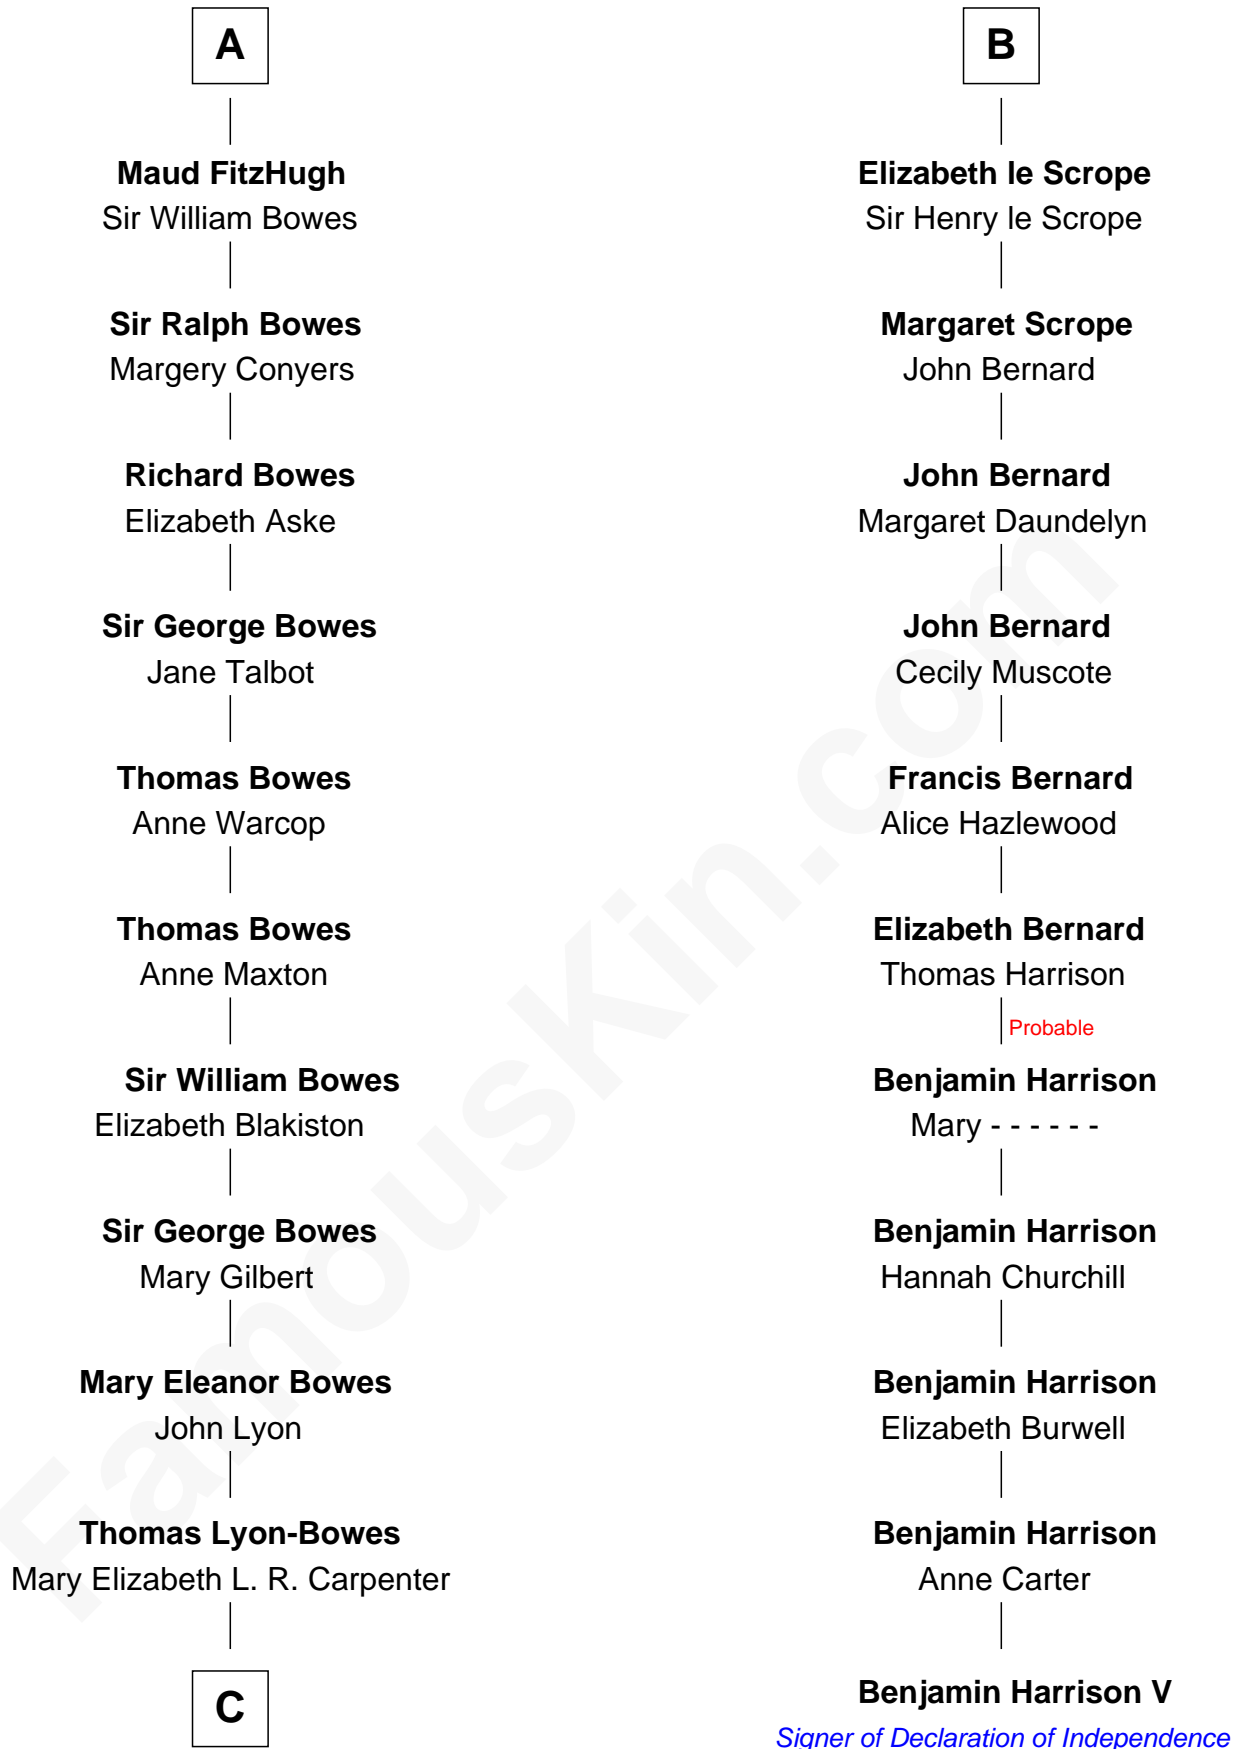 A
Maud FitzHugh
Sir William Bowes
Sir Ralph Bowes
Margery Conyers
Richard Bowes
Elizabeth Aske
Sir George Bowes
Jane Talbot
Thomas Bowes
Anne Warcop
Thomas Bowes
Anne Maxton
Sir William Bowes
Elizabeth Blakiston
Sir George Bowes
Mary Gilbert
Mary Eleanor Bowes
John Lyon
Thomas Lyon-Bowes
Mary Elizabeth L. R. Carpenter
C
B
Elizabeth le Scrope
Sir Henry le Scrope
Margaret Scrope
John Bernard
John Bernard
Margaret Daundelyn
John Bernard
Cecily Muscote
Francis Bernard
Alice Hazlewood
Elizabeth Bernard
Thomas Harrison
Probable
Benjamin Harrison
Mary - - - - - -
Benjamin Harrison
Hannah Churchill
Benjamin Harrison
Elizabeth Burwell
Benjamin Harrison
Anne Carter
Benjamin Harrison V
Signer of Declaration of Independence
FamousKin.com